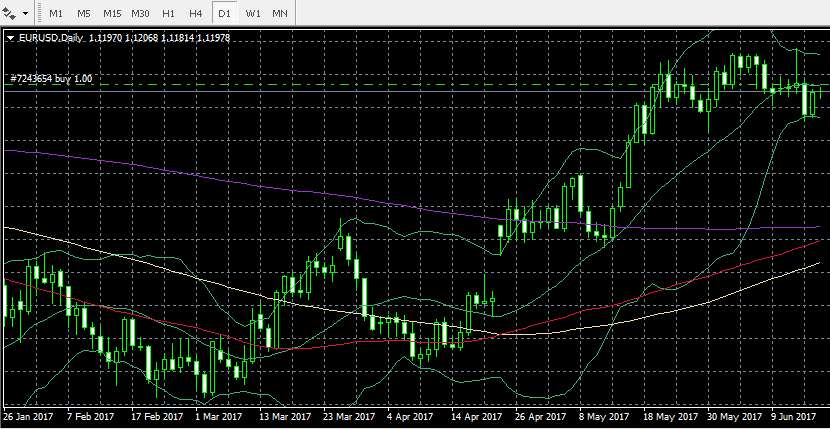 M1 M5 M15 M30 H1 H4 D1 W1 MN
EURUSD,Daily 1.11970 1.12068 1.11814 1.11978
#7243654 buy 1.00
26 Jan 2017 7 Feb 2017 17 Feb 2017 1 Mar 2017 13 Mar 2017 23 Mar 2017 4 Apr 2017 14 Apr 2017 26 Apr 2017 8 May 2017 18 May 2017 30 May 2017 9 Jun 2017